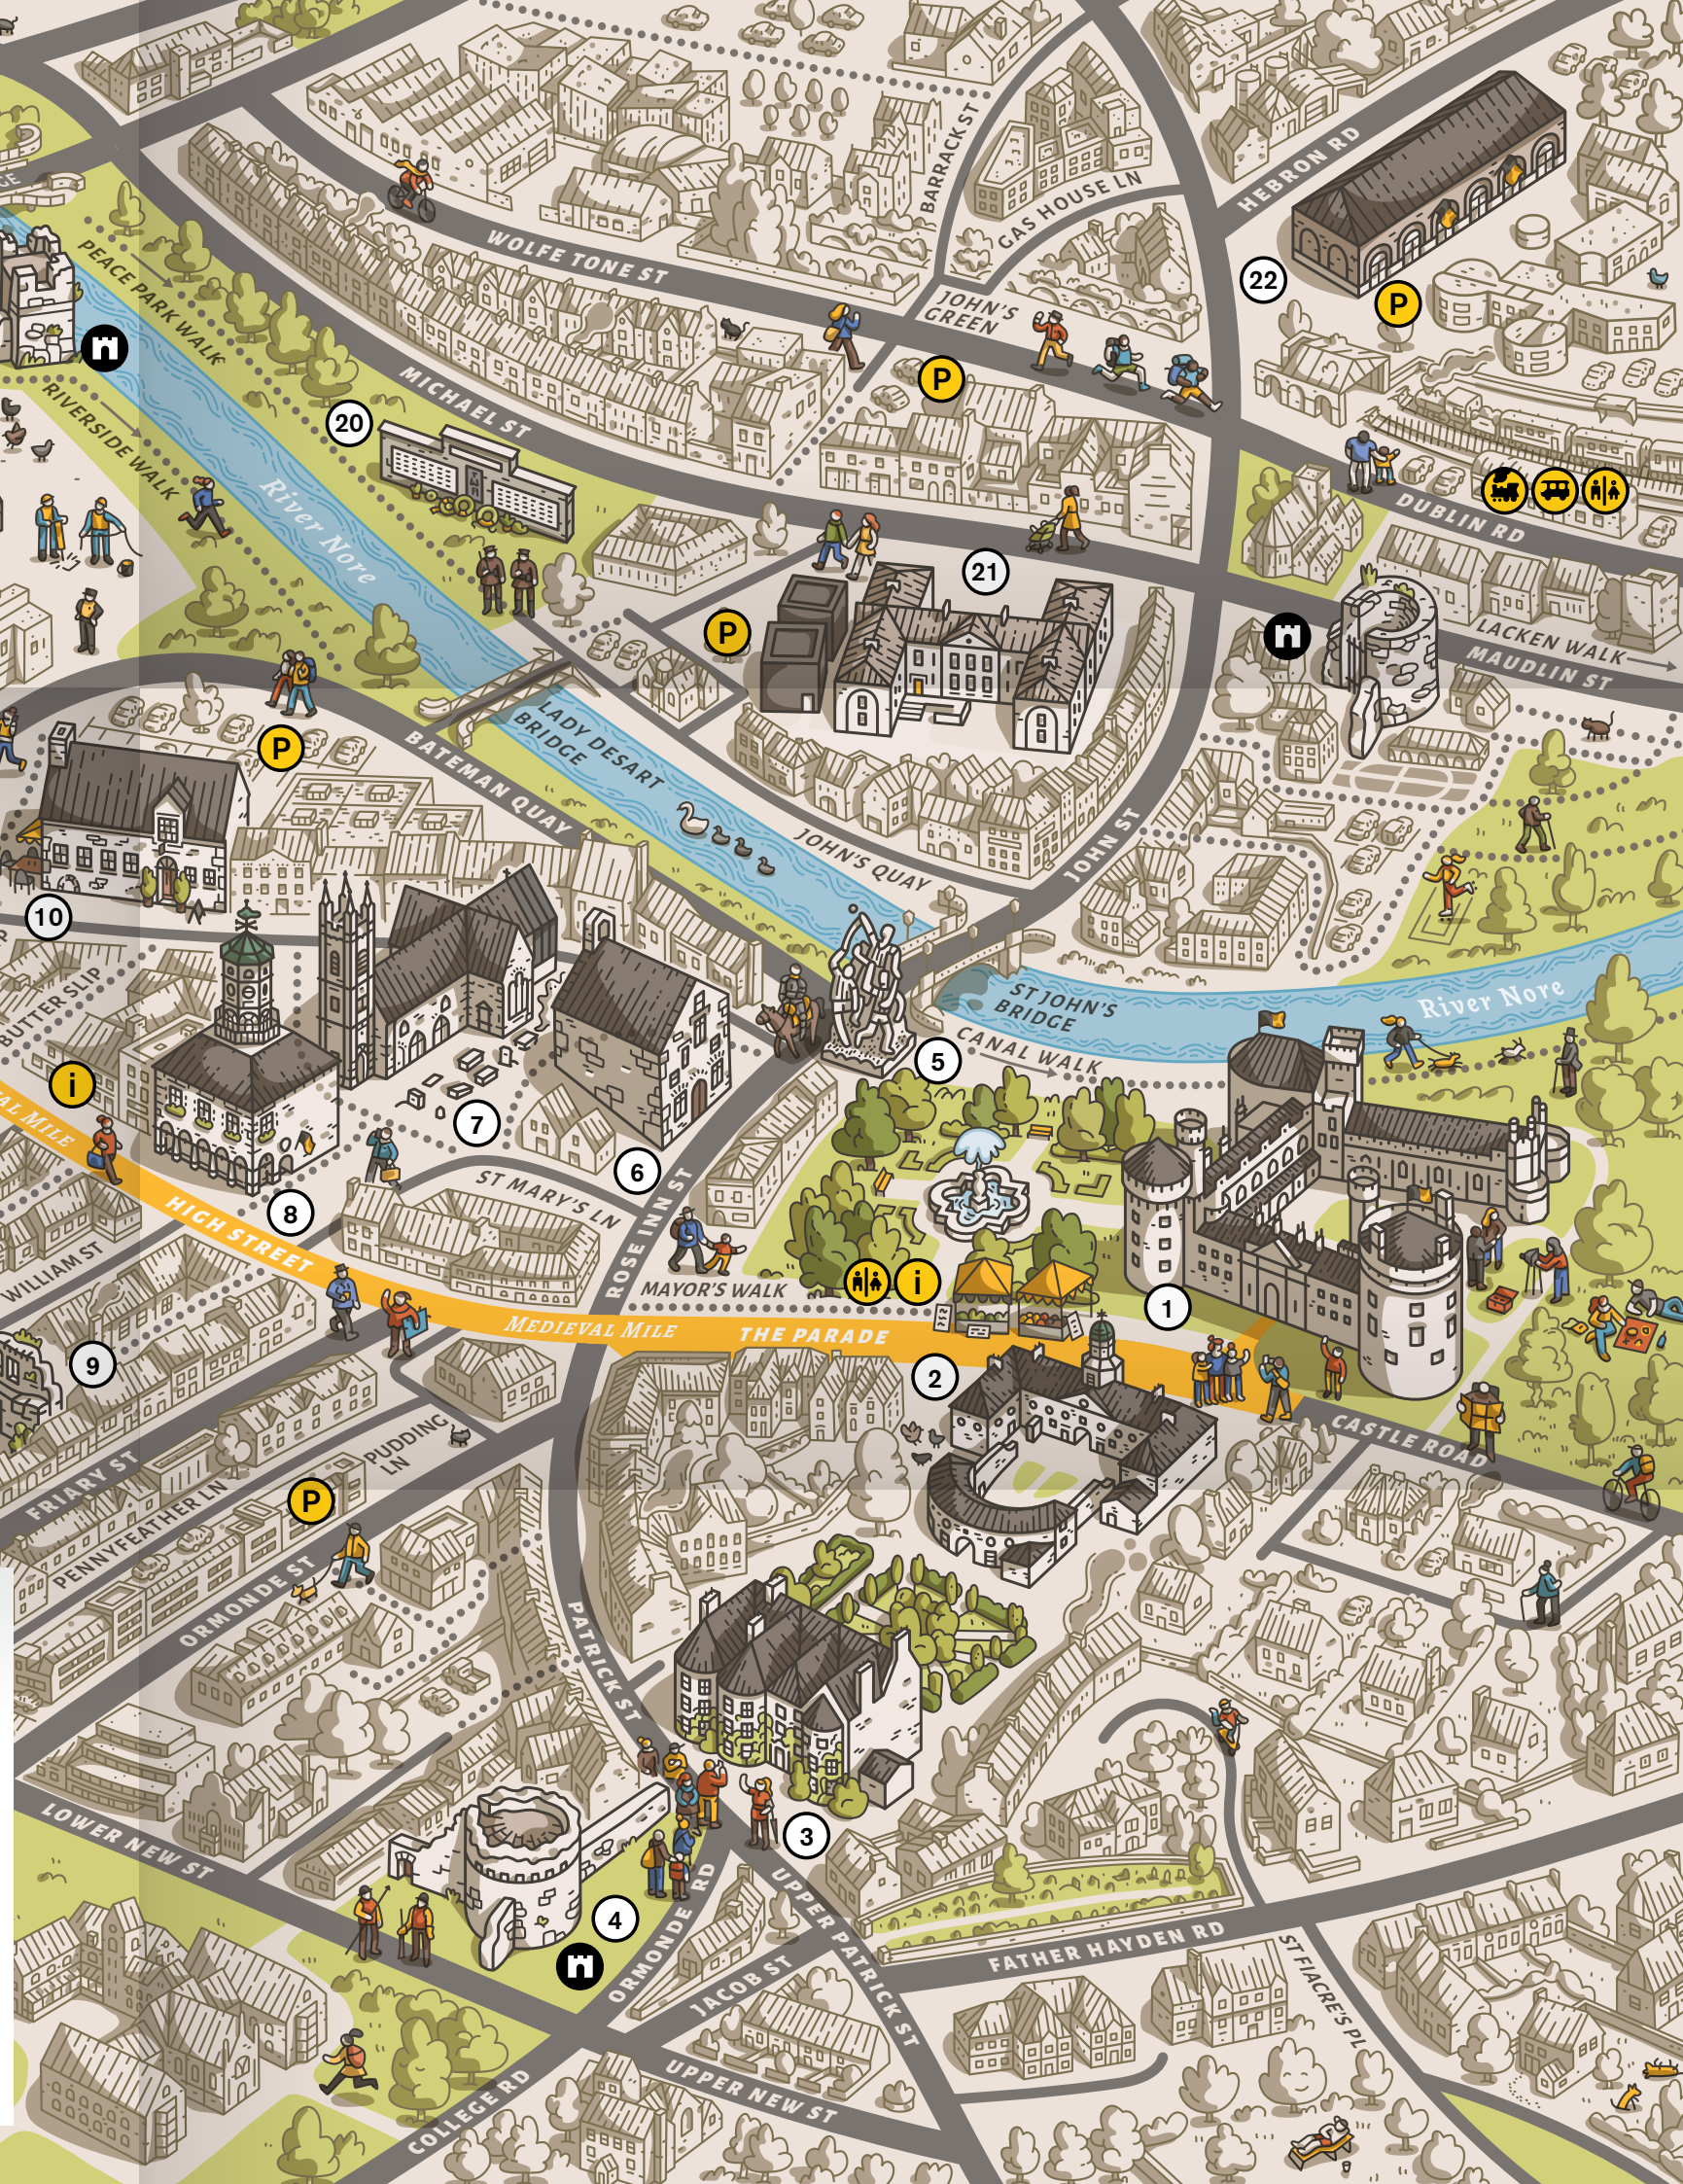 BARRACK ST
GAS HOUSE LN
HEBRON RD
GE
PEACE PARK WALK
WOLFE TONE ST
22
P
JOHN'S
GREEN
P
RIVERSIDE WALK
MICHAEL ST
20
River Nore
DUBLIN RD
21
P
LACKEN WALK
MAUDLIN ST
LADY DESART
BRIDGE
P
BATEMAN QUAY
JOHN'S QUAY
JOHN ST
10
BUTTER SLIP
ST JOHN'S
BRIDGE
River Nore
CANAL WALK
5
i
AL MILE
7
6
ST MARY'S LN
8
HIGH STREET
ROSE INN ST
WILLIAM ST
MAYOR'S WALK
i
1
MEDIEVAL MILE
THE PARADE
9
2
CASTLE ROAD
PUDDING
LN
FRIARY ST
PENNYFEATHER LN
P
ORMONDE ST
PATRICK ST
3
LOWER NEW ST
4
ORMONDE RD
UPPER PATRICK ST
JACOB ST
FATHER HAYDEN RD
ST FIACRE'S PL
UPPER NEW ST
COLLEGE RD